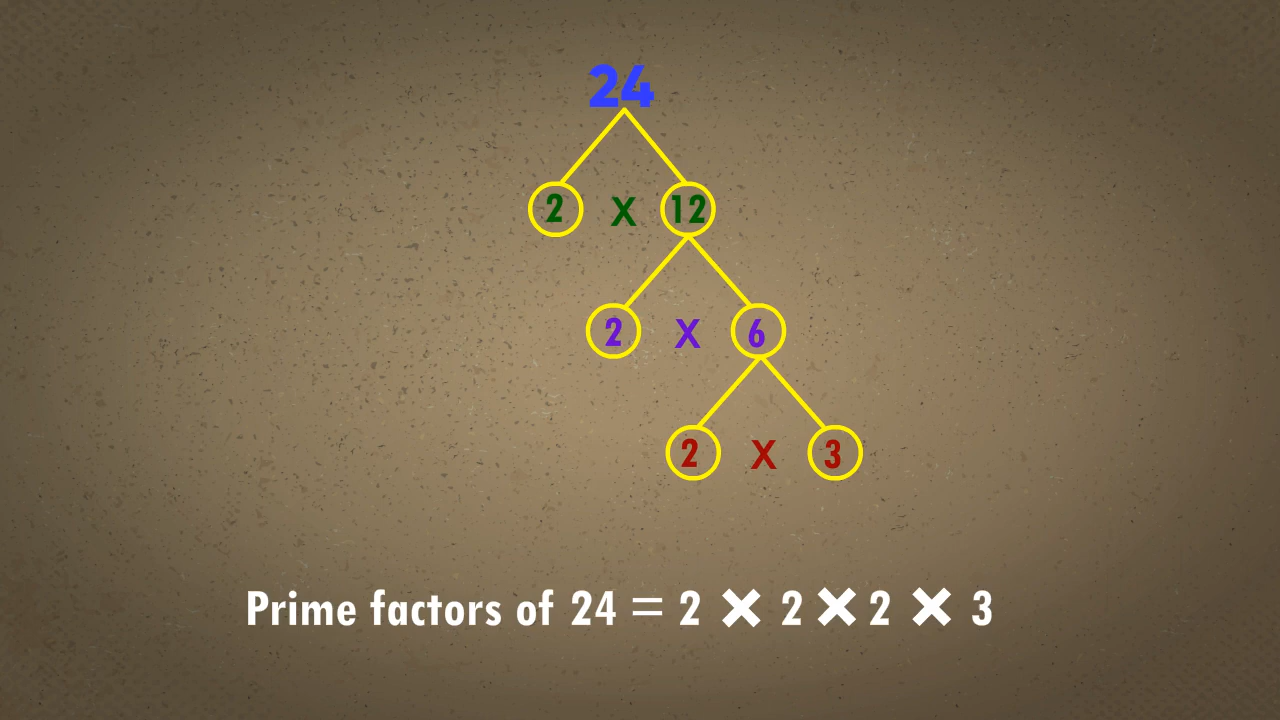 24
2 X 12
2 X 6
2 X 3
Prime factors of 24 = 2 × 2 × 2 × 3